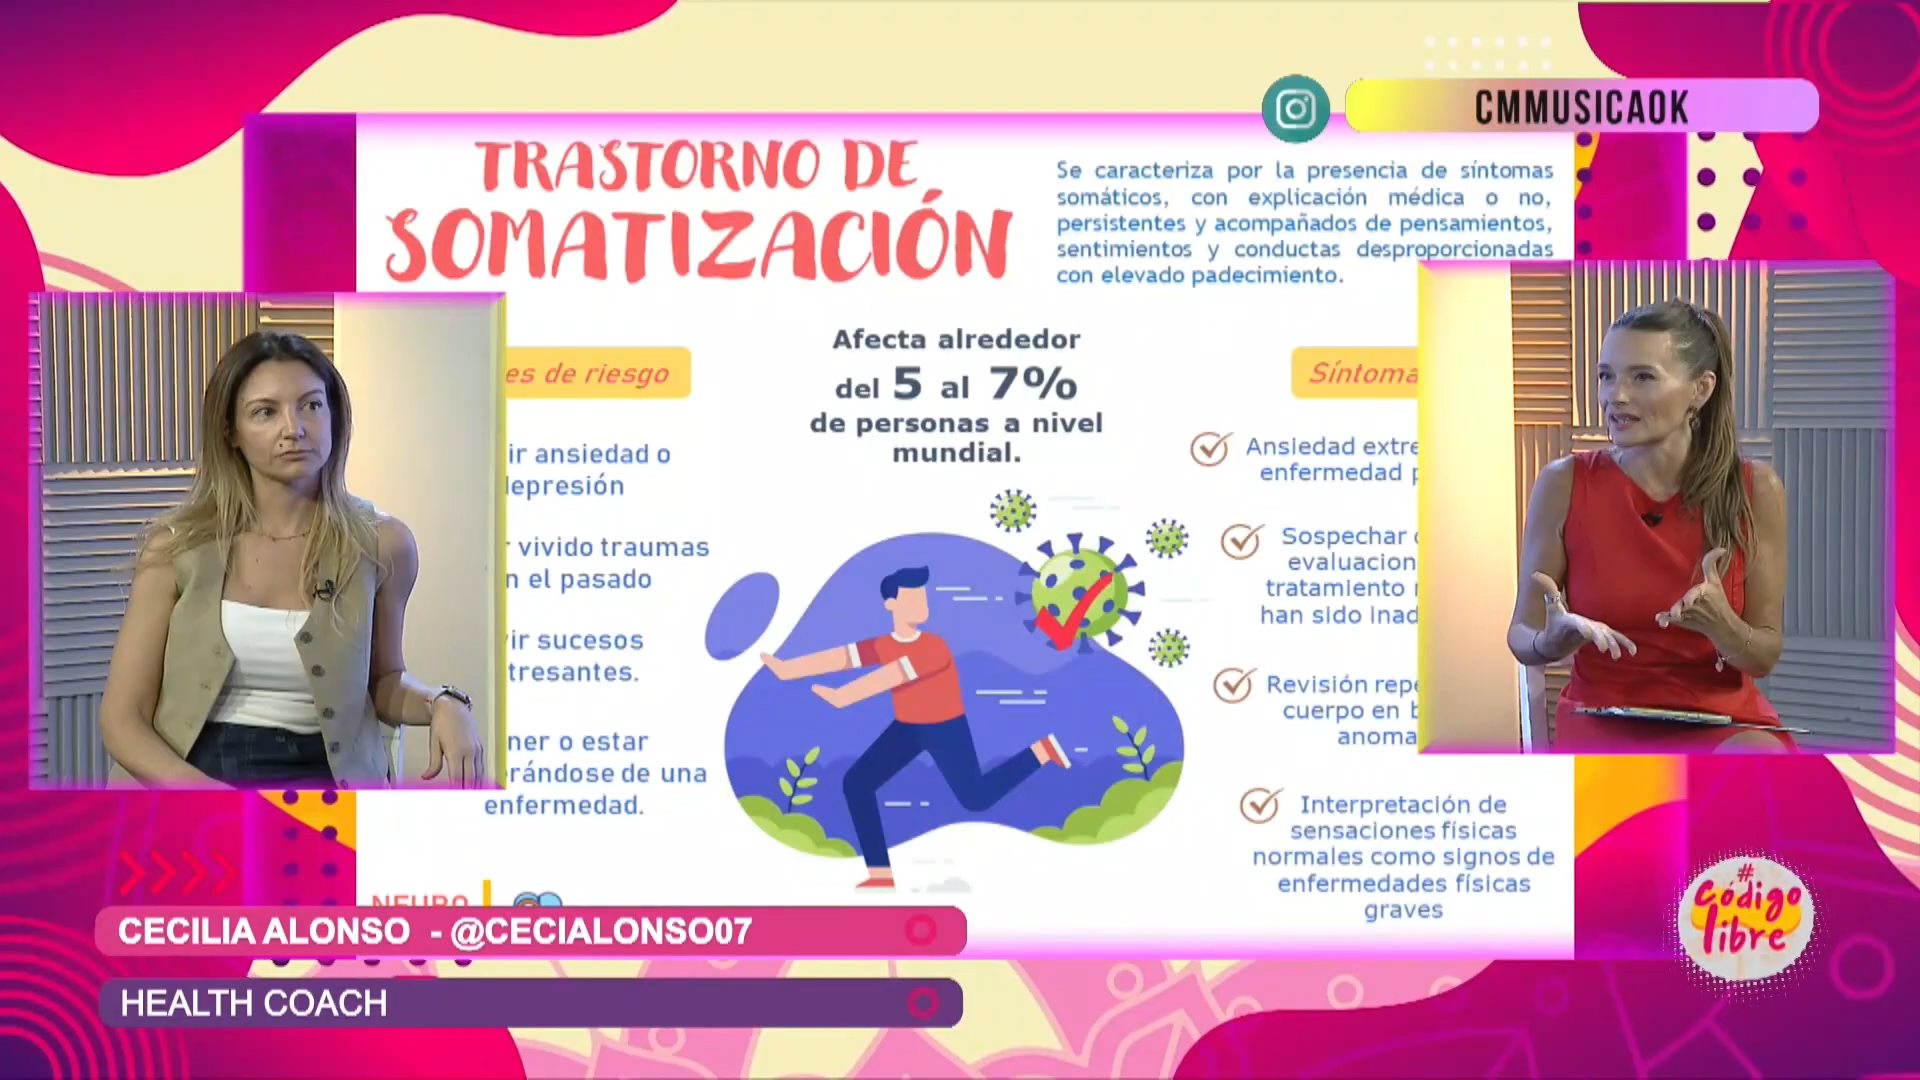 CMMUSICAOK
TRASTORNO DE
SOMATIZACIÓN
Se caracteriza por la presencia de síntomas
somáticos, con explicación médica o no,
persistentes y acompañados de pensamientos,
sentimientos y conductas desproporcionadas
con elevado padecimiento.
Afecta alrededor
del 5 al 7%
de personas a nivel
mundial.
es de riesgo
ir ansiedad o
depresión
vivido traumas
n el pasado
ir sucesos
tresantes.
ner o estar
rándose de una
enfermedad.
Síntoma
Ansiedad extre
enfermedad p
Sospechar
evaluacion
tratamiento
han sido inad
Revisión repe
cuerpo en b
anoma
Interpretación de
sensaciones físicas
normales como signos de
enfermedades físicas
graves
NEURO
CECILIA ALONSO - @CECIALONSO07
HEALTH COACH
#
Código
libre